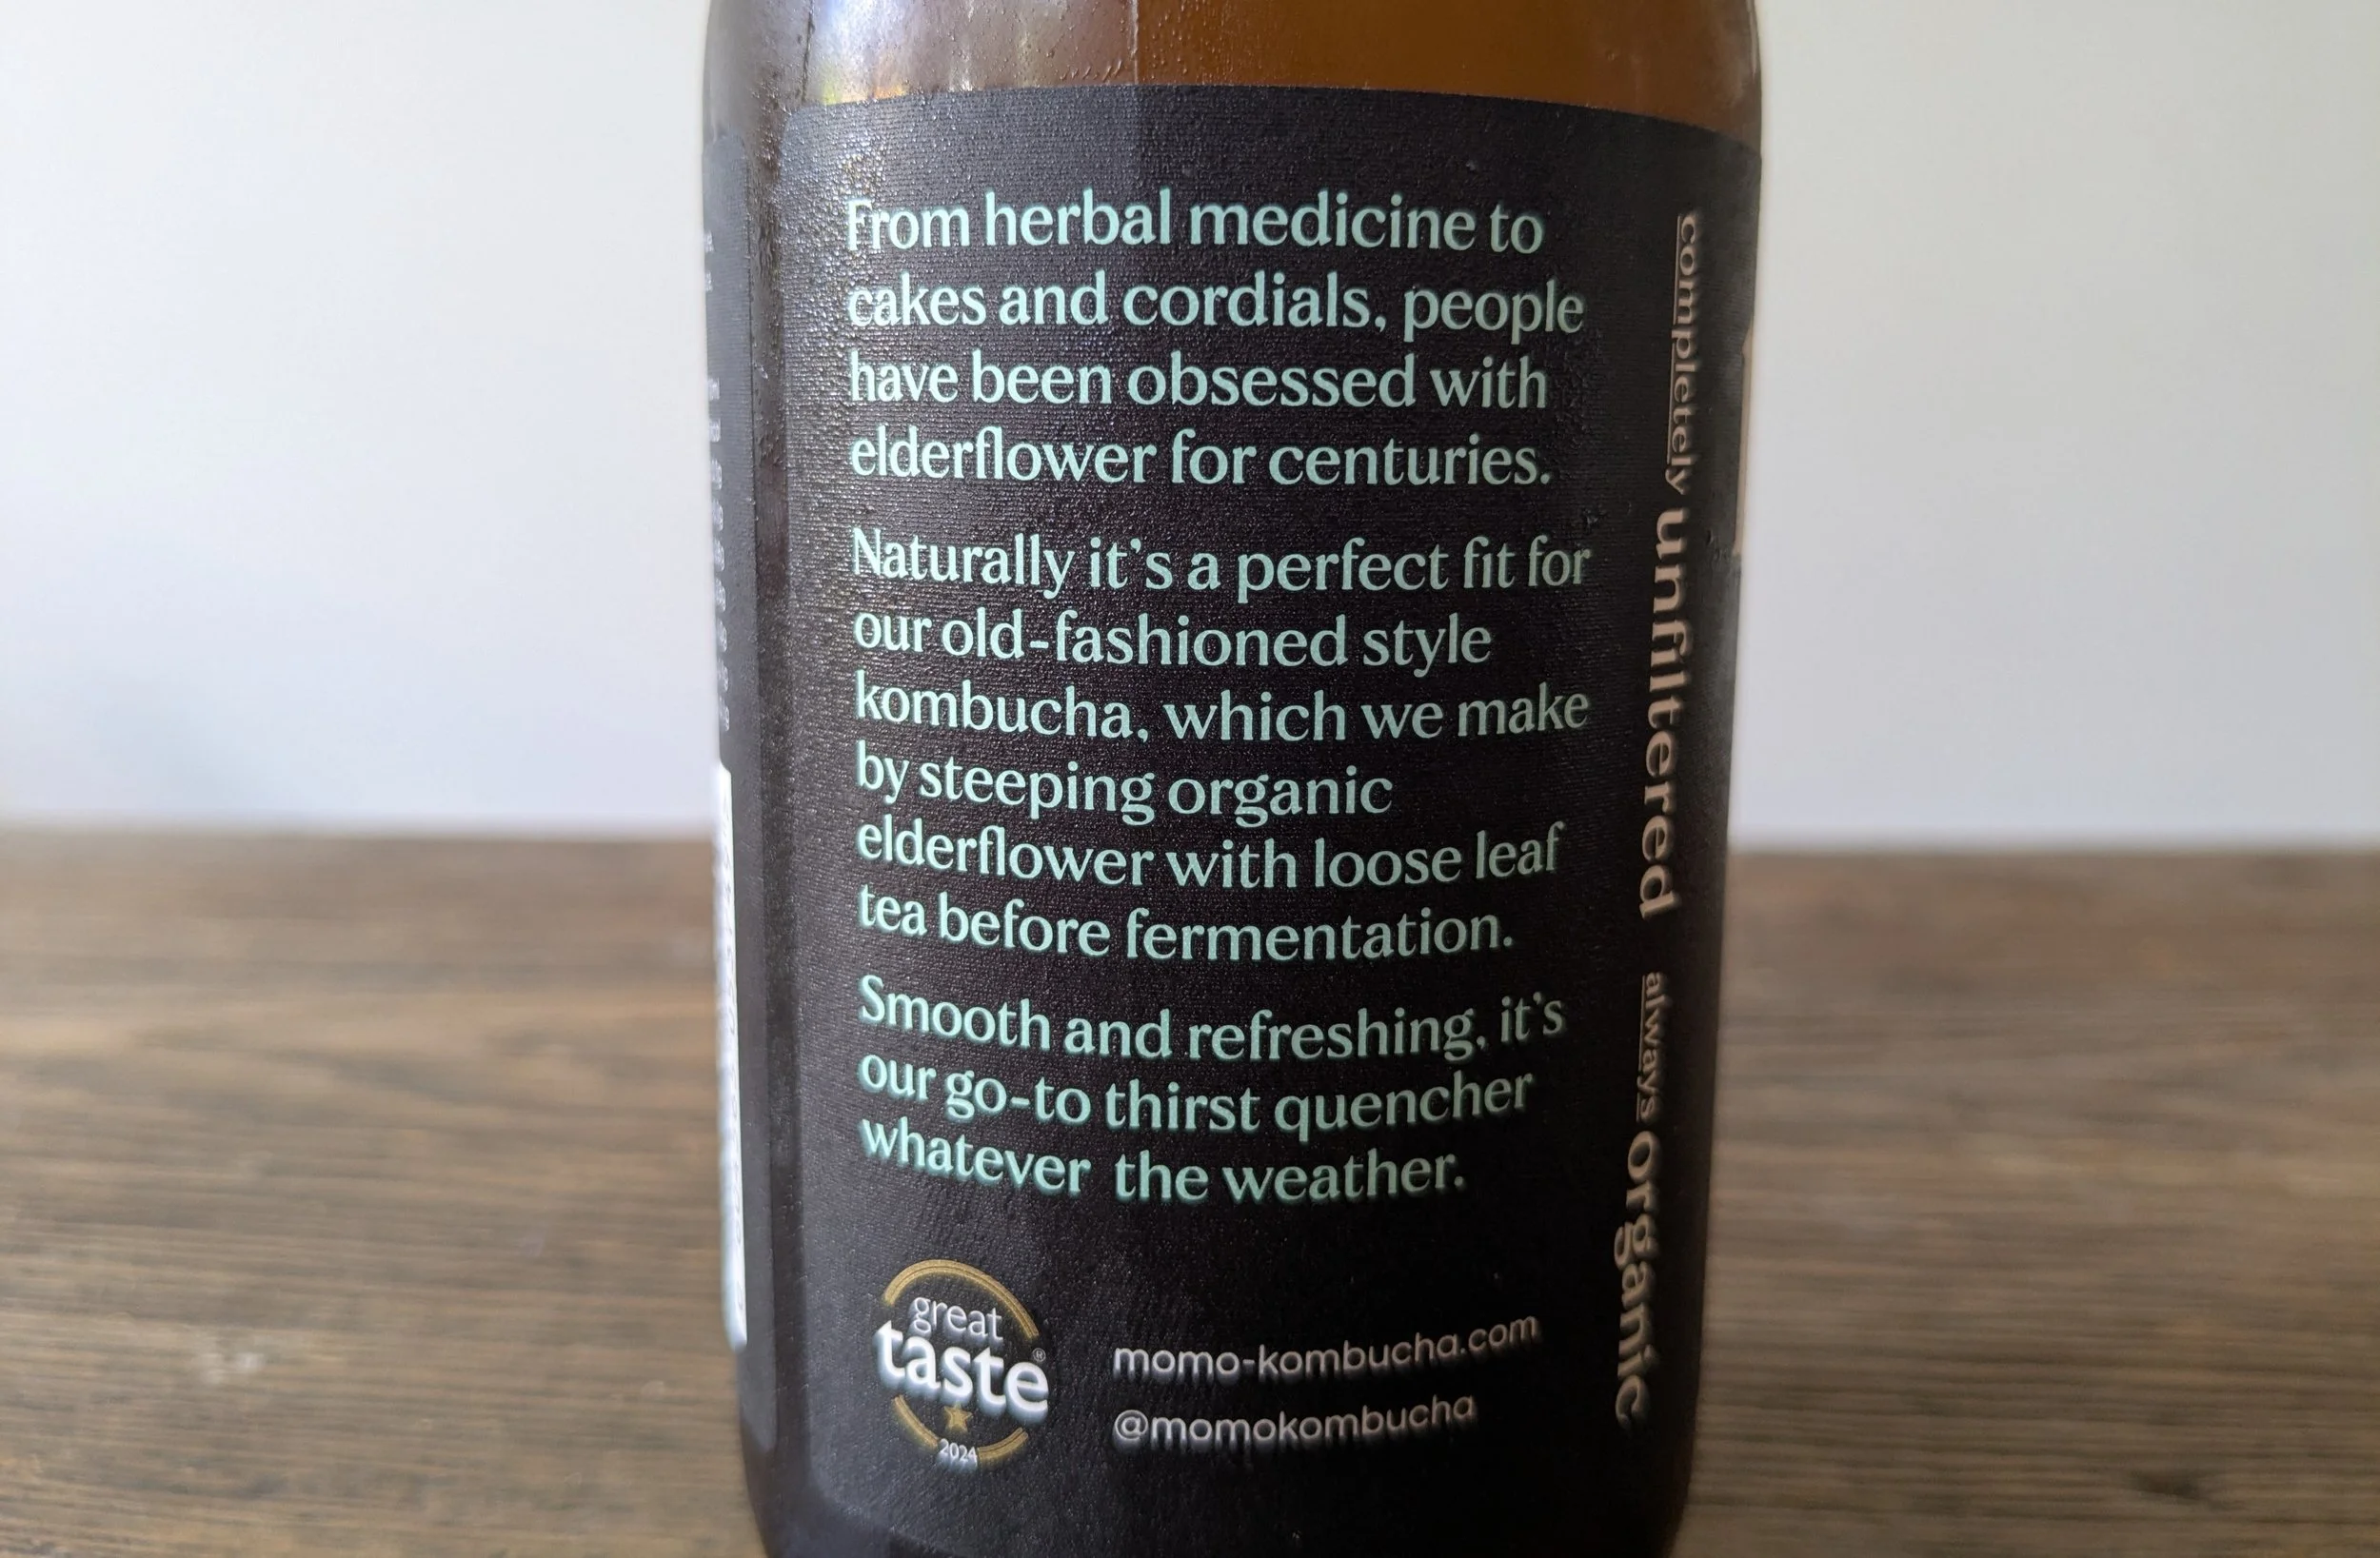 From herbal medicine to
cakes and cordials, people
have been obsessed with
elderflower for centuries.
Naturally it's a perfect fit for
our old-fashioned style
kombucha, which we make
by steeping organic
elderflower with loose leaf
tea before fermentation.
Smooth and refreshing, it's
our go-to thirst quencher
whatever the weather.
great
taste®
2024
momo-kombucha.com
@momokombucha
completely unfiltered always organic